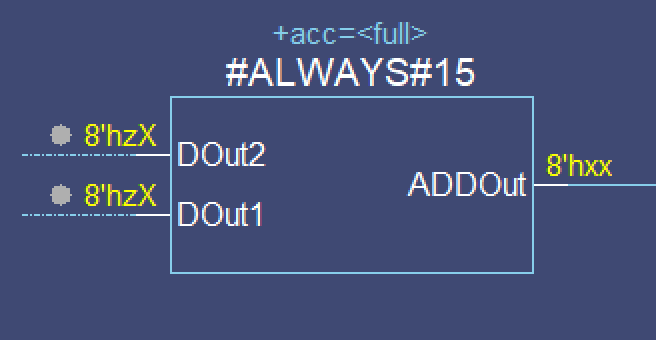 +acc=<full>
#ALWAYS#15
8'hzX
DOut2
8'hzX
DOut1
ADDOut
8'hxx